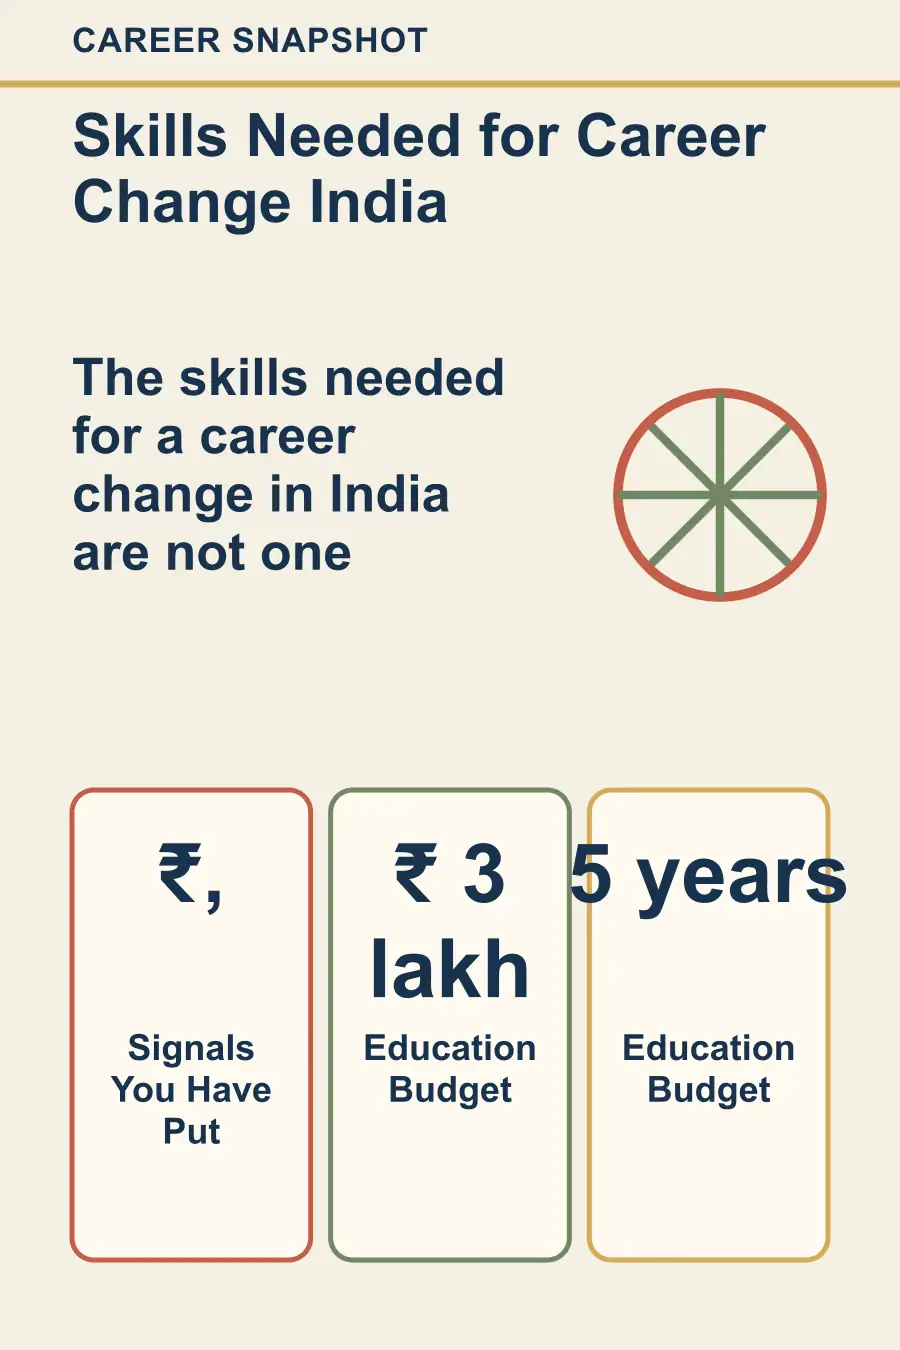 CAREER SNAPSHOT
Skills Needed for Career
Change India
The skills needed
for a career
change in India
are not one
₹,
Signals
You Have
Put
₹ 3
lakh
Education
Budget
5 years
Education
Budget